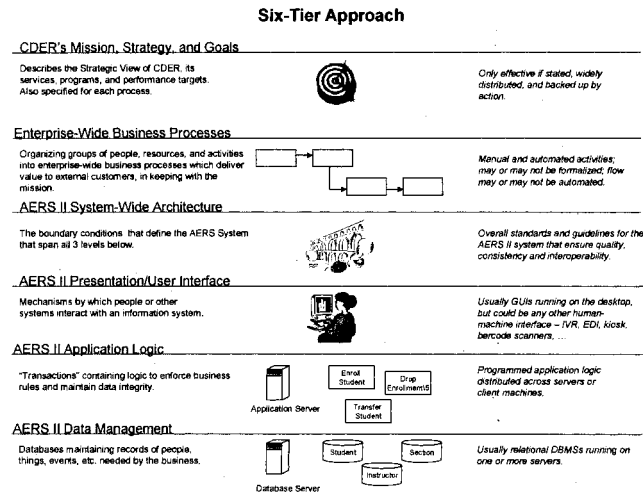 Six-Tier Approach
CDER's Mission, Strategy, and Goals
Describes the Strategic View of CDER, its
services, programs, and performance targets.
Also specified for each process.
Only effective if stated, widely
distributed, and backed up by
action.
Enterprise-Wide Business Processes
Organizing groups of people, resources, and activities
into enterprise-wide business processes which deliver
value to external customers, in keeping with the
mission.
Manual and automated activities;
may or may not be formalized; flow
may or may not be automated.
AERS II System-Wide Architecture
The boundary conditions that define the AERS System
that span all 3 levels below.
Overall standards and guidelines for the
AERS II system that ensure quality,
consistency and interoperability.
AERS II Presentation/User Interface
Mechanisms by which people or other
systems interact with an information system.
Usually GUIs running on the desktop,
but could be any other human-
machine interface – IVR, EDI, kiosk,
barcode scanners, ...
AERS II Application Logic
"Transactions" containing logic to enforce business
rules and maintain data integrity.
Application Server
Enroll
Student
Drop
Enrollment\S
Transfer
Student
Programmed application logic
distributed across servers or
client machines.
AERS II Data Management
Databases maintaining records of people,
things, events, etc. needed by the business.
Database Server
Student
Section
Instructor
Usually relational DBMSs running on
one or more servers.